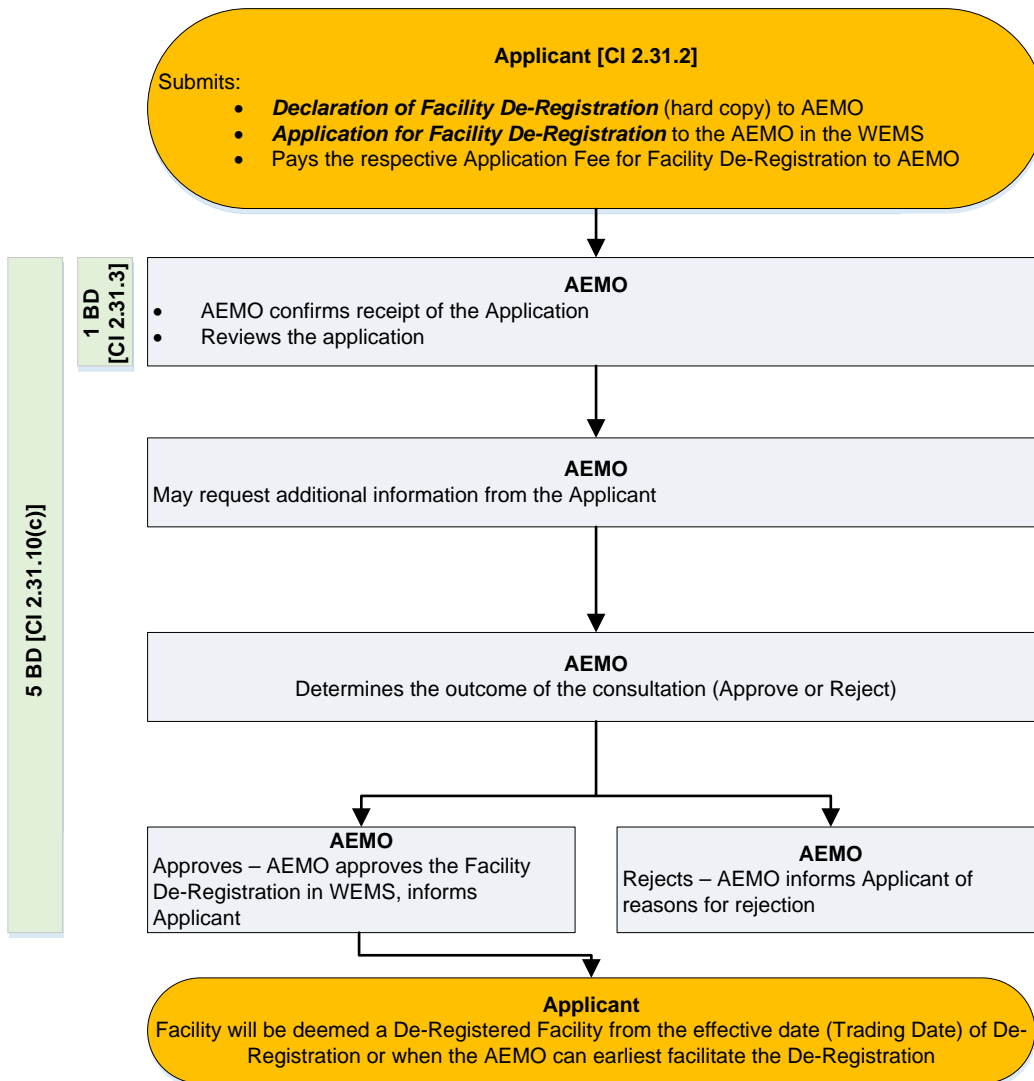 Applicant [Cl 2.31.2]
Submits:
• Declaration of Facility De-Registration (hard copy) to AEMO
• Application for Facility De-Registration to the AEMO in the WEMS
• Pays the respective Application Fee for Facility De-Registration to AEMO
1 BD
[Cl 2.31.3]
AEMO
• AEMO confirms receipt of the Application
• Reviews the application
5 BD [Cl 2.31.10(c)]
AEMO
May request additional information from the Applicant
AEMO
Determines the outcome of the consultation (Approve or Reject)
AEMO
Approves – AEMO approves the Facility
De-Registration in WEMS, informs
Applicant
AEMO
Rejects – AEMO informs Applicant of
reasons for rejection
Applicant
Facility will be deemed a De-Registered Facility from the effective date (Trading Date) of De-
Registration or when the AEMO can earliest facilitate the De-Registration